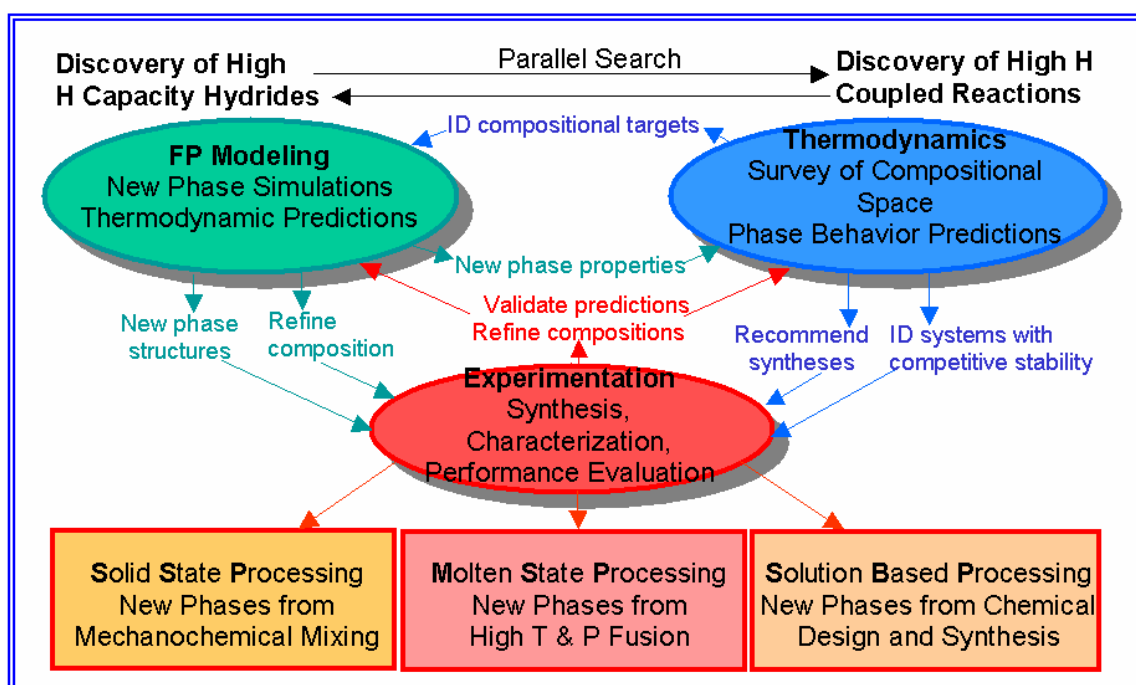 Discovery of High
H Capacity Hydrides
Parallel Search
Discovery of High H
Coupled Reactions
ID compositional targets
FP Modeling
New Phase Simulations
Thermodynamic Predictions
Thermodynamics
Survey of Compositional
Space
Phase Behavior Predictions
New phase properties
Validate predictions
Refine compositions
New phase
structures
Refine
composition
Recommend
syntheses
ID systems with
competitive stability
Experimentation
Synthesis,
Characterization,
Performance Evaluation
Solid State Processing
New Phases from
Mechanochemical Mixing
Molten State Processing
New Phases from
High T & P Fusion
Solution Based Processing
New Phases from Chemical
Design and Synthesis